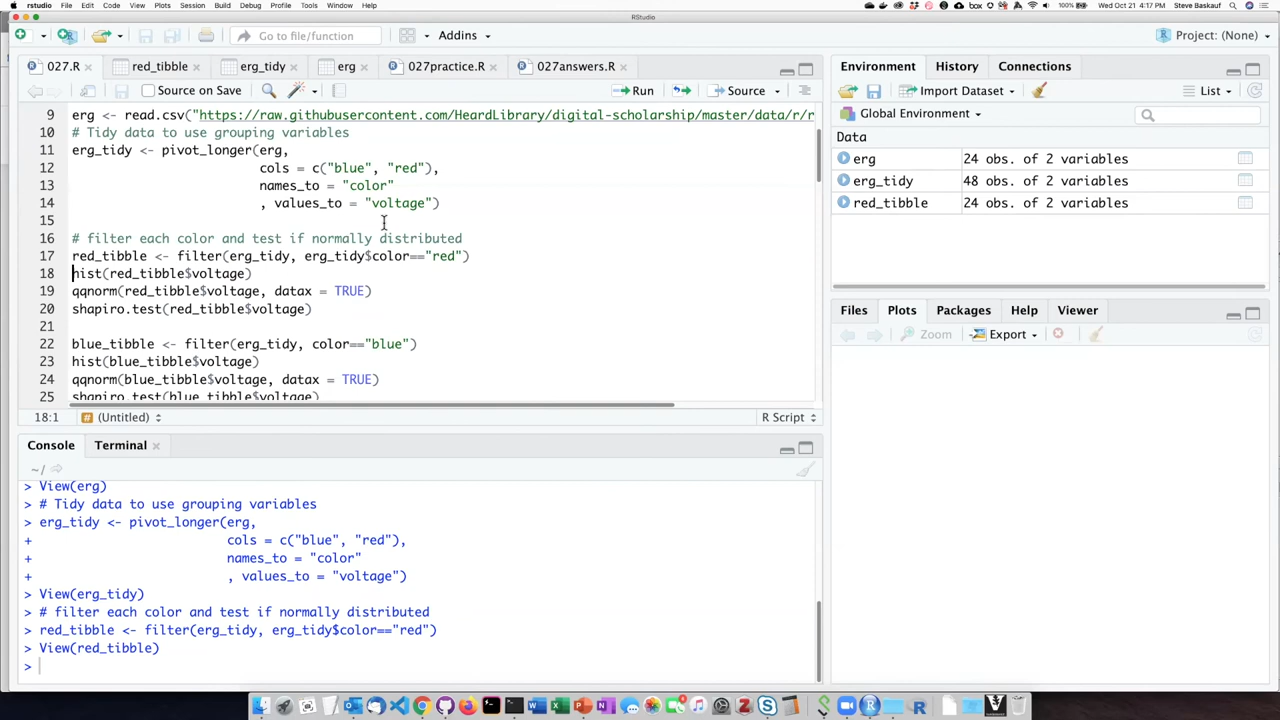 rstudio File Edit Code View Plots Session Build Debug Profile Tools Window Help
100% Wed Oct 21 4:17 PM Steve Baskauf
RStudio
Go to file/function Addins Project: (None)
027.R red_tibble erg_tidy erg 027practice.R 027answers.R
Source on Save Run Source
9 erg <- read.csv("https://raw.githubusercontent.com/HeardLibrary/digital-scholarship/master/data/r/r
10 # Tidy data to use grouping variables
11 erg_tidy <- pivot_longer(erg,
12 cols = c("blue", "red"),
13 names_to = "color"
14 , values_to = "voltage")
15
16 # filter each color and test if normally distributed
17 red_tibble <- filter(erg_tidy, erg_tidy$color=="red")
18 hist(red_tibble$voltage)
19 qqnorm(red_tibble$voltage, datax = TRUE)
20 shapiro.test(red_tibble$voltage)
21
22 blue_tibble <- filter(erg_tidy, color=="blue")
23 hist(blue_tibble$voltage)
24 qqnorm(blue_tibble$voltage, datax = TRUE)
25 shapiro.test(blue_tibble$voltage)
18:1 (Untitled) R Script
Console Terminal
~/
> View(erg)
> # Tidy data to use grouping variables
> erg_tidy <- pivot_longer(erg,
+ cols = c("blue", "red"),
+ names_to = "color"
+ , values_to = "voltage")
> View(erg_tidy)
> # filter each color and test if normally distributed
> red_tibble <- filter(erg_tidy, erg_tidy$color=="red")
> View(red_tibble)
>
Environment History Connections
Import Dataset List
Global Environment
Data
erg 24 obs. of 2 variables
erg_tidy 48 obs. of 2 variables
red_tibble 24 obs. of 2 variables
Files Plots Packages Help Viewer
Zoom Export